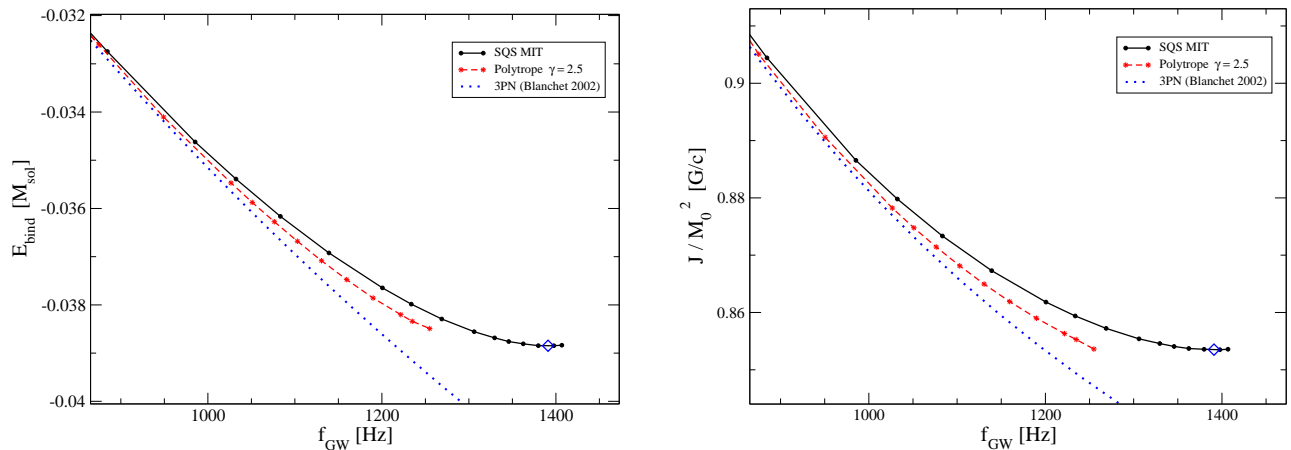 -0.032
-0.034
-0.036
-0.038
-0.04
E_bind [M_sol]
1000
1200
1400
f_GW [Hz]
SQS MIT
Polytrope γ = 2.5
3PN (Blanchet 2002)
0.9
0.88
0.86
J / M_0^2 [G/c]
1000
1200
1400
f_GW [Hz]
SQS MIT
Polytrope γ = 2.5
3PN (Blanchet 2002)